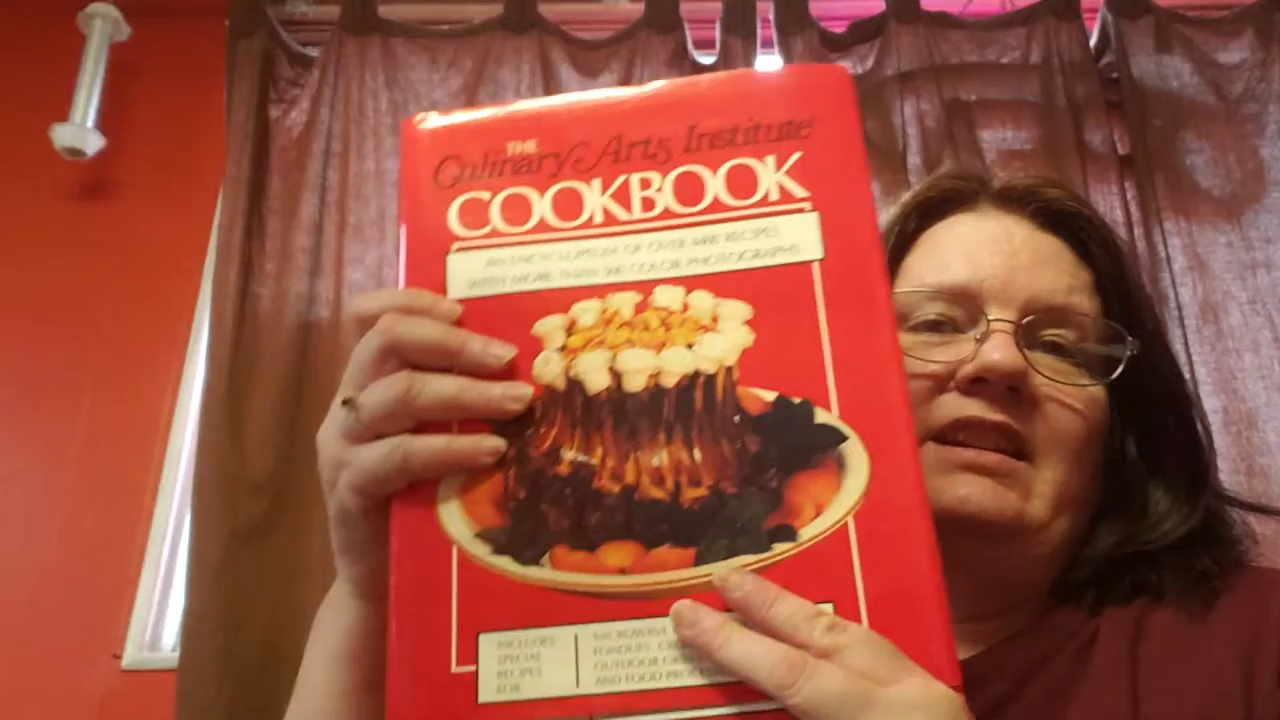 THE
Culinary Arts Institute
COOKBOOK
AN ENCYCLOPEDIA OF OVER RECIPES
WITH MORE THAN COLOR PHOTOGRAPHS
INCLUDES
SPECIAL
RECIPES
FOR
MICROWAVE
FONDUES,
OUTDOOR
AND FOOD